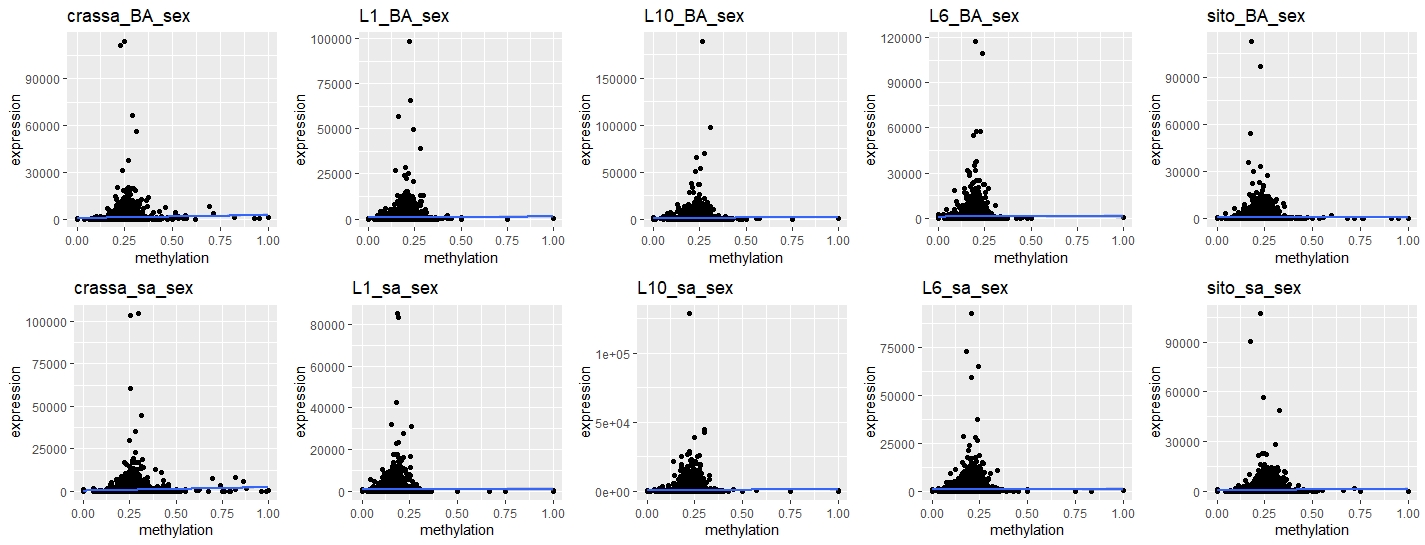 crassa_BA_sex
expression
90000
60000
30000
0
0.00 0.25 0.50 0.75 1.00
methylation
L1_BA_sex
expression
100000
75000
50000
25000
0
0.00 0.25 0.50 0.75 1.00
methylation
L10_BA_sex
expression
150000
100000
50000
0
0.00 0.25 0.50 0.75 1.00
methylation
L6_BA_sex
expression
120000
90000
60000
30000
0
0.00 0.25 0.50 0.75 1.00
methylation
sito_BA_sex
expression
90000
60000
30000
0
0.00 0.25 0.50 0.75 1.00
methylation
crassa_sa_sex
expression
100000
75000
50000
25000
0
0.00 0.25 0.50 0.75 1.00
methylation
L1_sa_sex
expression
80000
60000
40000
20000
0
0.00 0.25 0.50 0.75 1.00
methylation
L10_sa_sex
expression
1e+05
5e+04
0e+00
0.00 0.25 0.50 0.75 1.00
methylation
L6_sa_sex
expression
75000
50000
25000
0
0.00 0.25 0.50 0.75 1.00
methylation
sito_sa_sex
expression
90000
60000
30000
0
0.00 0.25 0.50 0.75 1.00
methylation